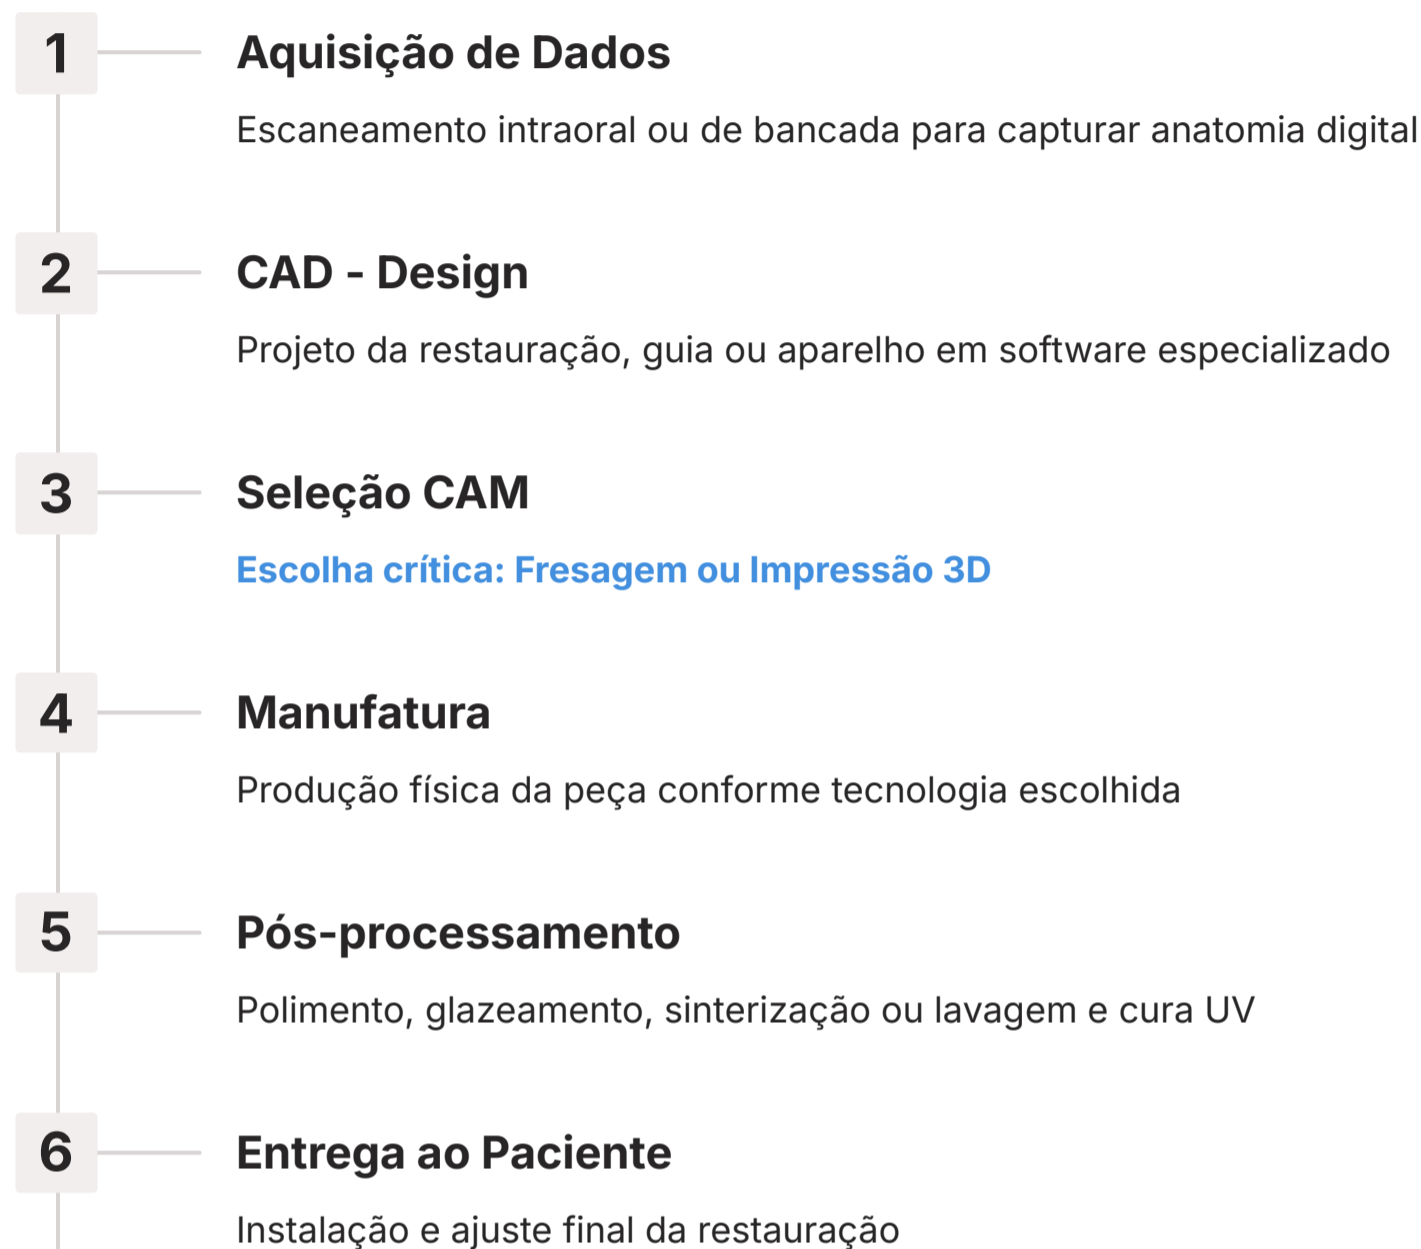 1
Aquisição de Dados
Escaneamento intraoral ou de bancada para capturar anatomia digital
2
CAD - Design
Projeto da restauração, guia ou aparelho em software especializado
3
Seleção CAM
Escolha crítica: Fresagem ou Impressão 3D
4
Manufatura
Produção física da peça conforme tecnologia escolhida
5
Pós-processamento
Polimento, glazeamento, sinterização ou lavagem e cura UV
6
Entrega ao Paciente
Instalação e ajuste final da restauração